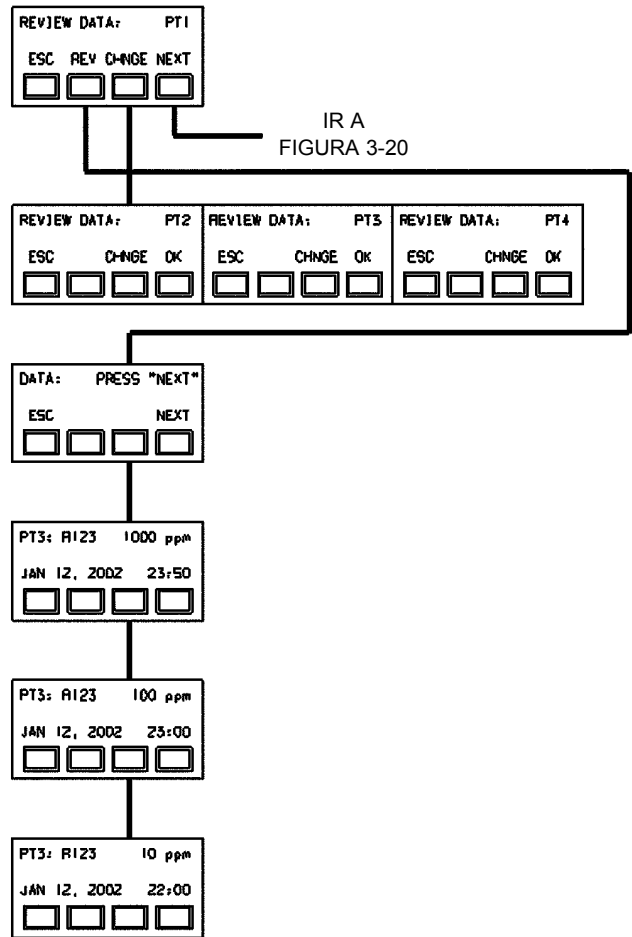 REVIEW DATA: PT1
ESC REV CHNGE NEXT
IR A
FIGURA 3-20
REVIEW DATA: PT2
ESC CHNGE OK
REVIEW DATA: PT3
ESC CHNGE OK
REVIEW DATA: PT4
ESC CHNGE OK
DATA: PRESS "NEXT"
ESC NEXT
PT3: A123 1000 ppm
JAN 12, 2002 23:50
PT3: A123 100 ppm
JAN 12, 2002 23:00
PT3: A123 10 ppm
JAN 12, 2002 22:00